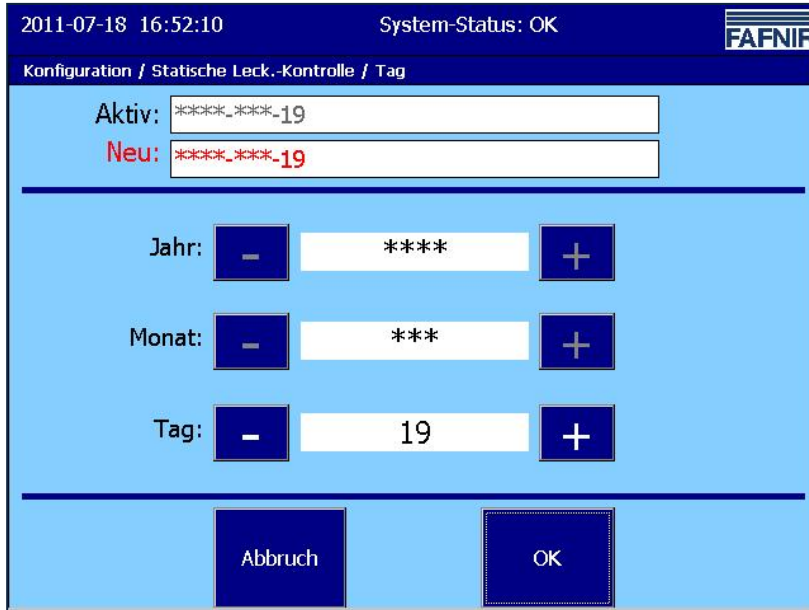 2011-07-18 16:52:10 System-Status: OK FAFNIR
Konfiguration / Statische Leck.-Kontrolle / Tag
Aktiv: ****-***-19
Neu: ****-***-19
Jahr: - **** +
Monat: - *** +
Tag: - 19 +
Abbruch OK